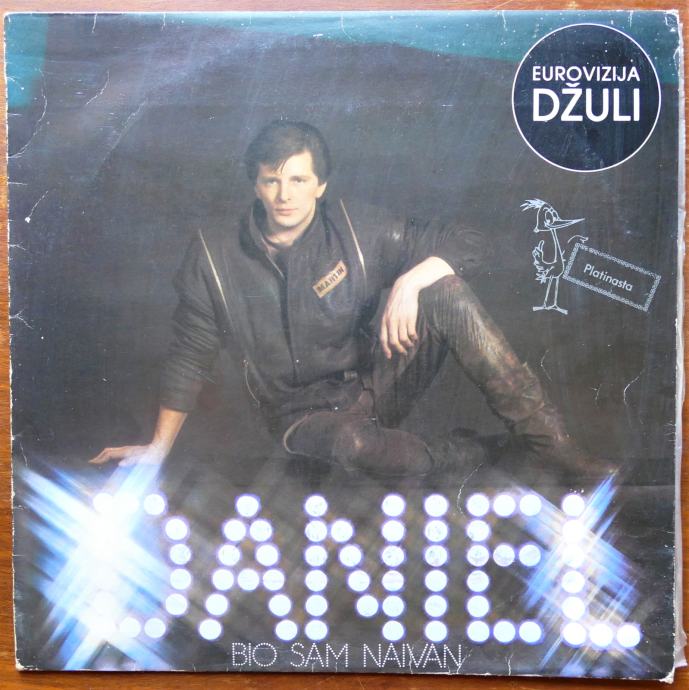 EUROVIZIJA
DŽULI
Platinasta
MARTIN
DANIEL
BIO SAM NAIVAN